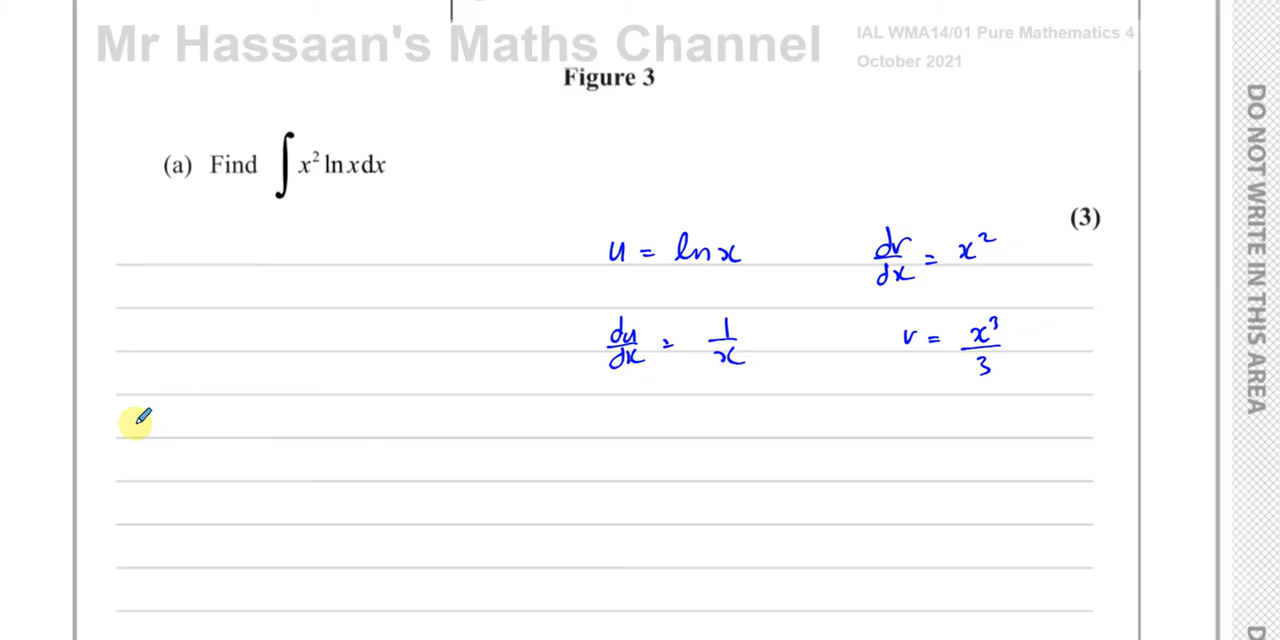 Mr Hassaan's Maths Channel
IAL WMA14/01 Pure Mathematics 4
October 2021
Figure 3
(a) Find ∫ x² ln x dx
(3)
u = ln x    dv/dx = x²
du/dx = 1/x    v = x³/3
DO NOT WRITE IN THIS AREA